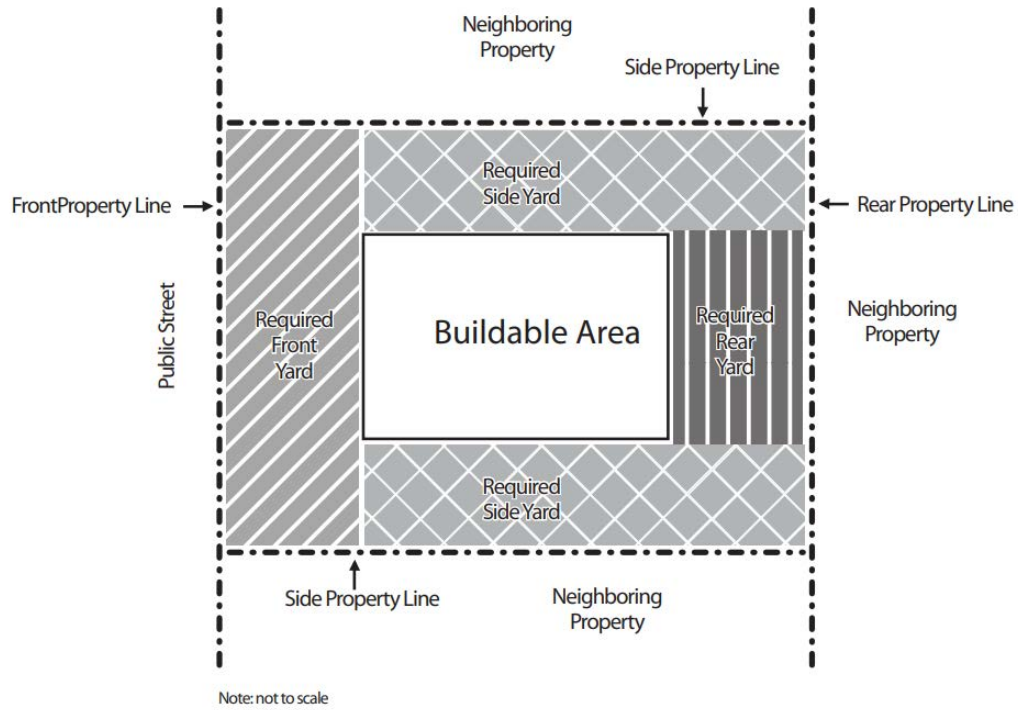 Neighboring
Property
Side Property Line
Required
Side Yard
FrontProperty Line
Rear Property Line
Public Street
Required
Front
Yard
Buildable Area
Required
Rear
Yard
Neighboring
Property
Required
Side Yard
Side Property Line
Neighboring
Property
Note: not to scale